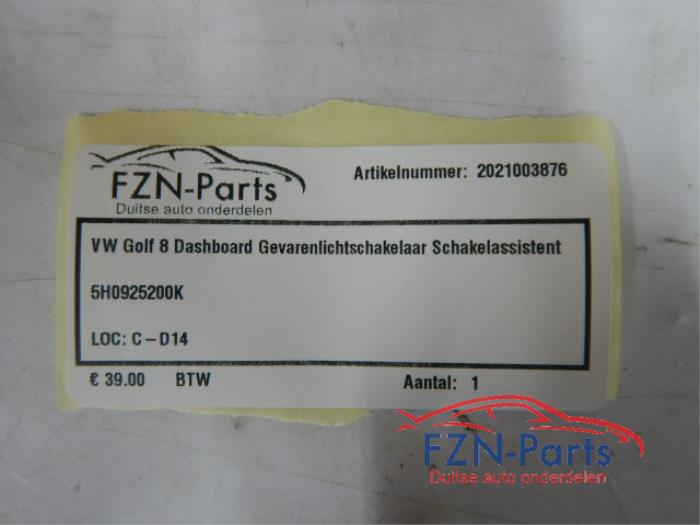 FZN-Parts
Duitse auto onderdelen
Artikelnummer: 2021003876
VW Golf 8 Dashboard Gevarenlichtschakelaar Schakelassistent
5H0925200K
LOC: C-D14
€ 39.00 BTW Aantal: 1
FZN-Parts
Duitse auto onderdelen